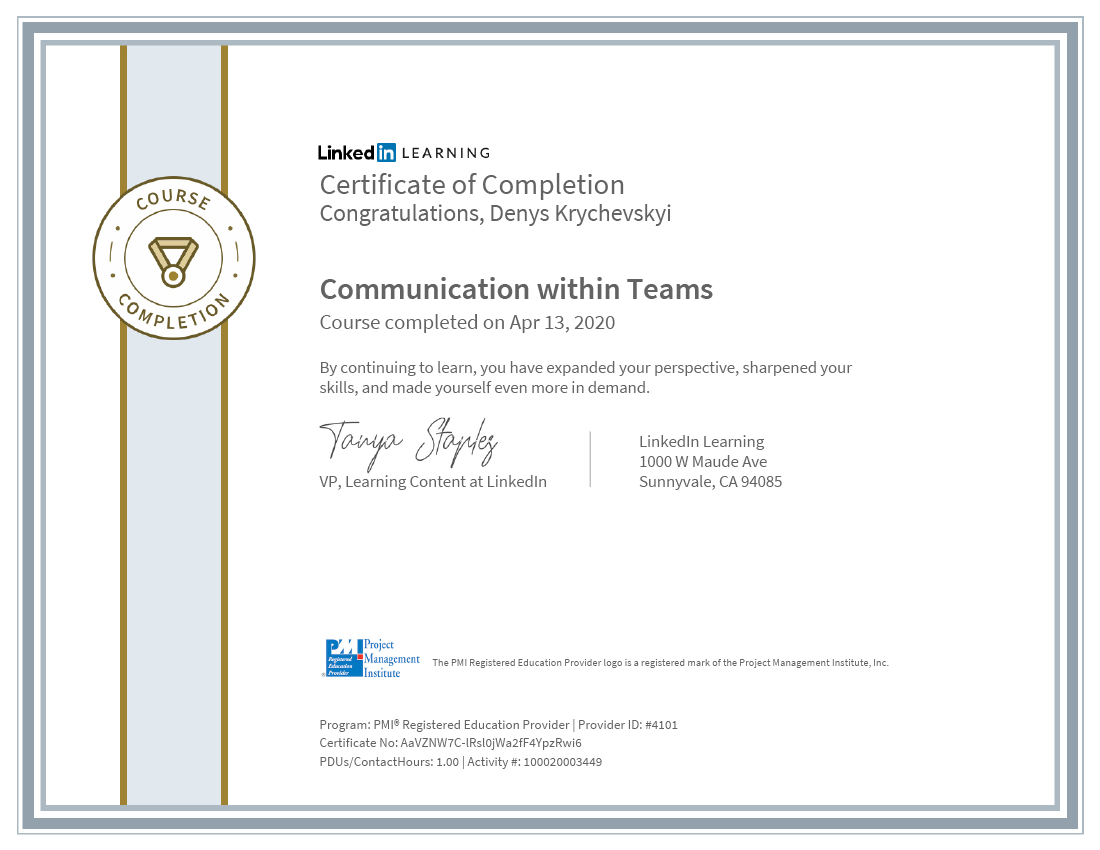 COURSE
COMPLETION
Linked in LEARNING
Certificate of Completion
Congratulations, Denys Krychevskyi
Communication within Teams
Course completed on Apr 13, 2020
By continuing to learn, you have expanded your perspective, sharpened your
skills, and made yourself even more in demand.
Tanya Staples
VP, Learning Content at LinkedIn
LinkedIn Learning
1000 W Maude Ave
Sunnyvale, CA 94085
PMI
Registered
Education
Provider
®
Project
Management
Institute
The PMI Registered Education Provider logo is a registered mark of the Project Management Institute, Inc.
Program: PMI® Registered Education Provider | Provider ID: #4101
Certificate No: AaVZNW7C-lRsl0jWa2fF4YpzRwi6
PDUs/ContactHours: 1.00 | Activity #: 100020003449